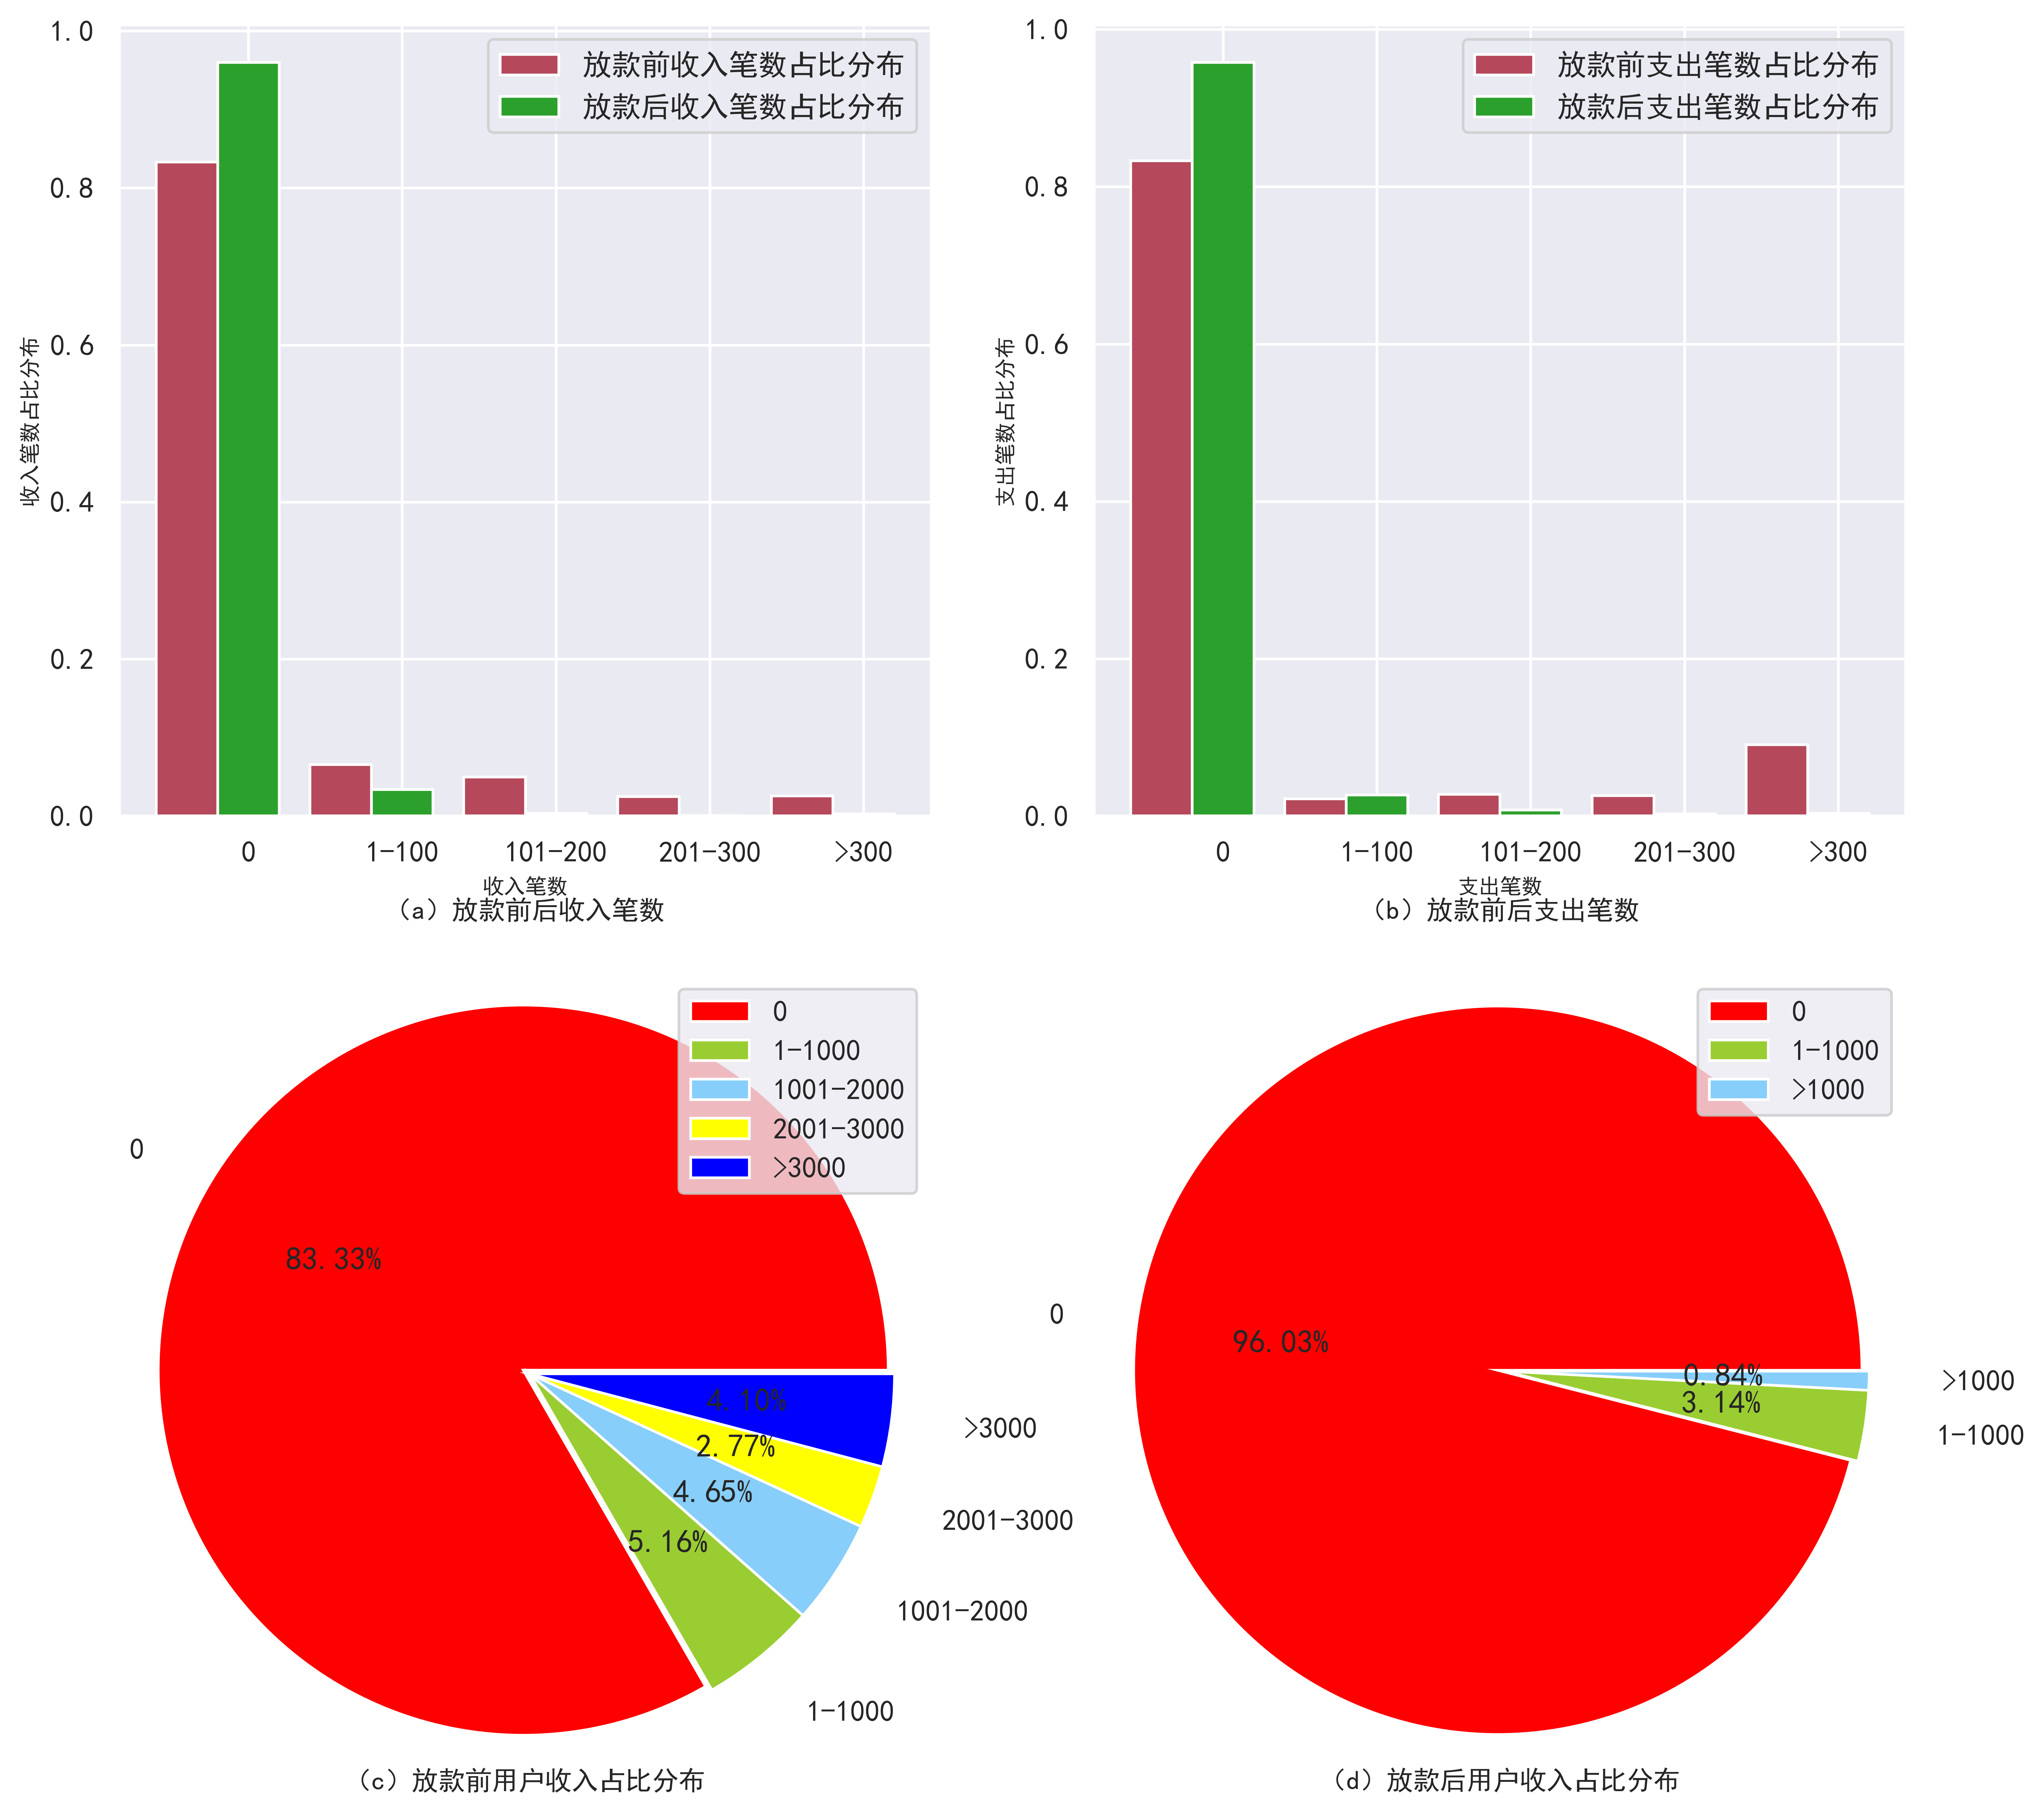 1.0
0.8
0.6
0.4
0.2
0.0
收入笔数占比分布
放款前收入笔数占比分布
放款后收入笔数占比分布
0 1-100 101-200 201-300 >300
收入笔数
（a）放款前后收入笔数
1.0
0.8
0.6
0.4
0.2
0.0
支出笔数占比分布
放款前支出笔数占比分布
放款后支出笔数占比分布
0 1-100 101-200 201-300 >300
支出笔数
（b）放款前后支出笔数
0
1-1000
1001-2000
2001-3000
>3000
0
83.33%
4.10%
2.77%
4.65%
5.16%
>3000
2001-3000
1001-2000
1-1000
（c）放款前用户收入占比分布
0
1-1000
>1000
0
96.03%
0.84%
3.14%
>1000
1-1000
（d）放款后用户收入占比分布